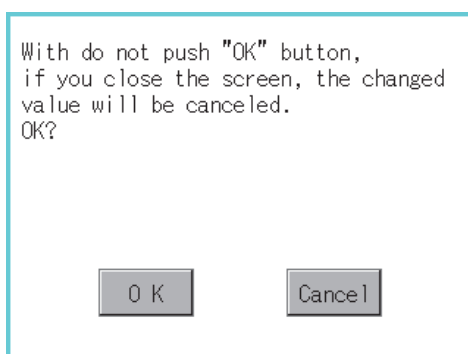 With do not push "OK" button,
if you close the screen, the changed
value will be canceled.
OK?
O K
Cancel